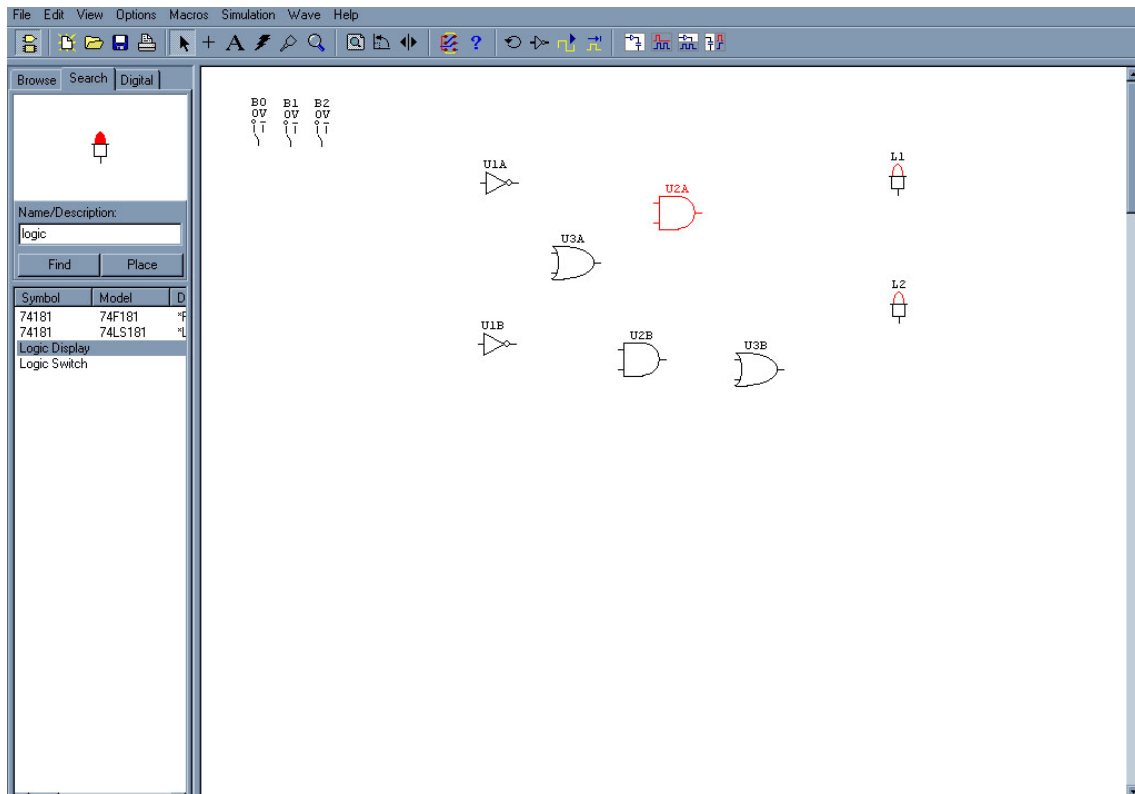 File Edit View Options Macros Simulation Wave Help
A ?
Browse Search Digital
Name/Description:
logic
Find Place
Symbol Model D
74181 74F181 *F
74181 74LS181 *L
Logic Display
Logic Switch
B0 B1 B2
0V 0V 0V
U1A
U2A
L1
U3A
L2
U1B
U2B
U3B